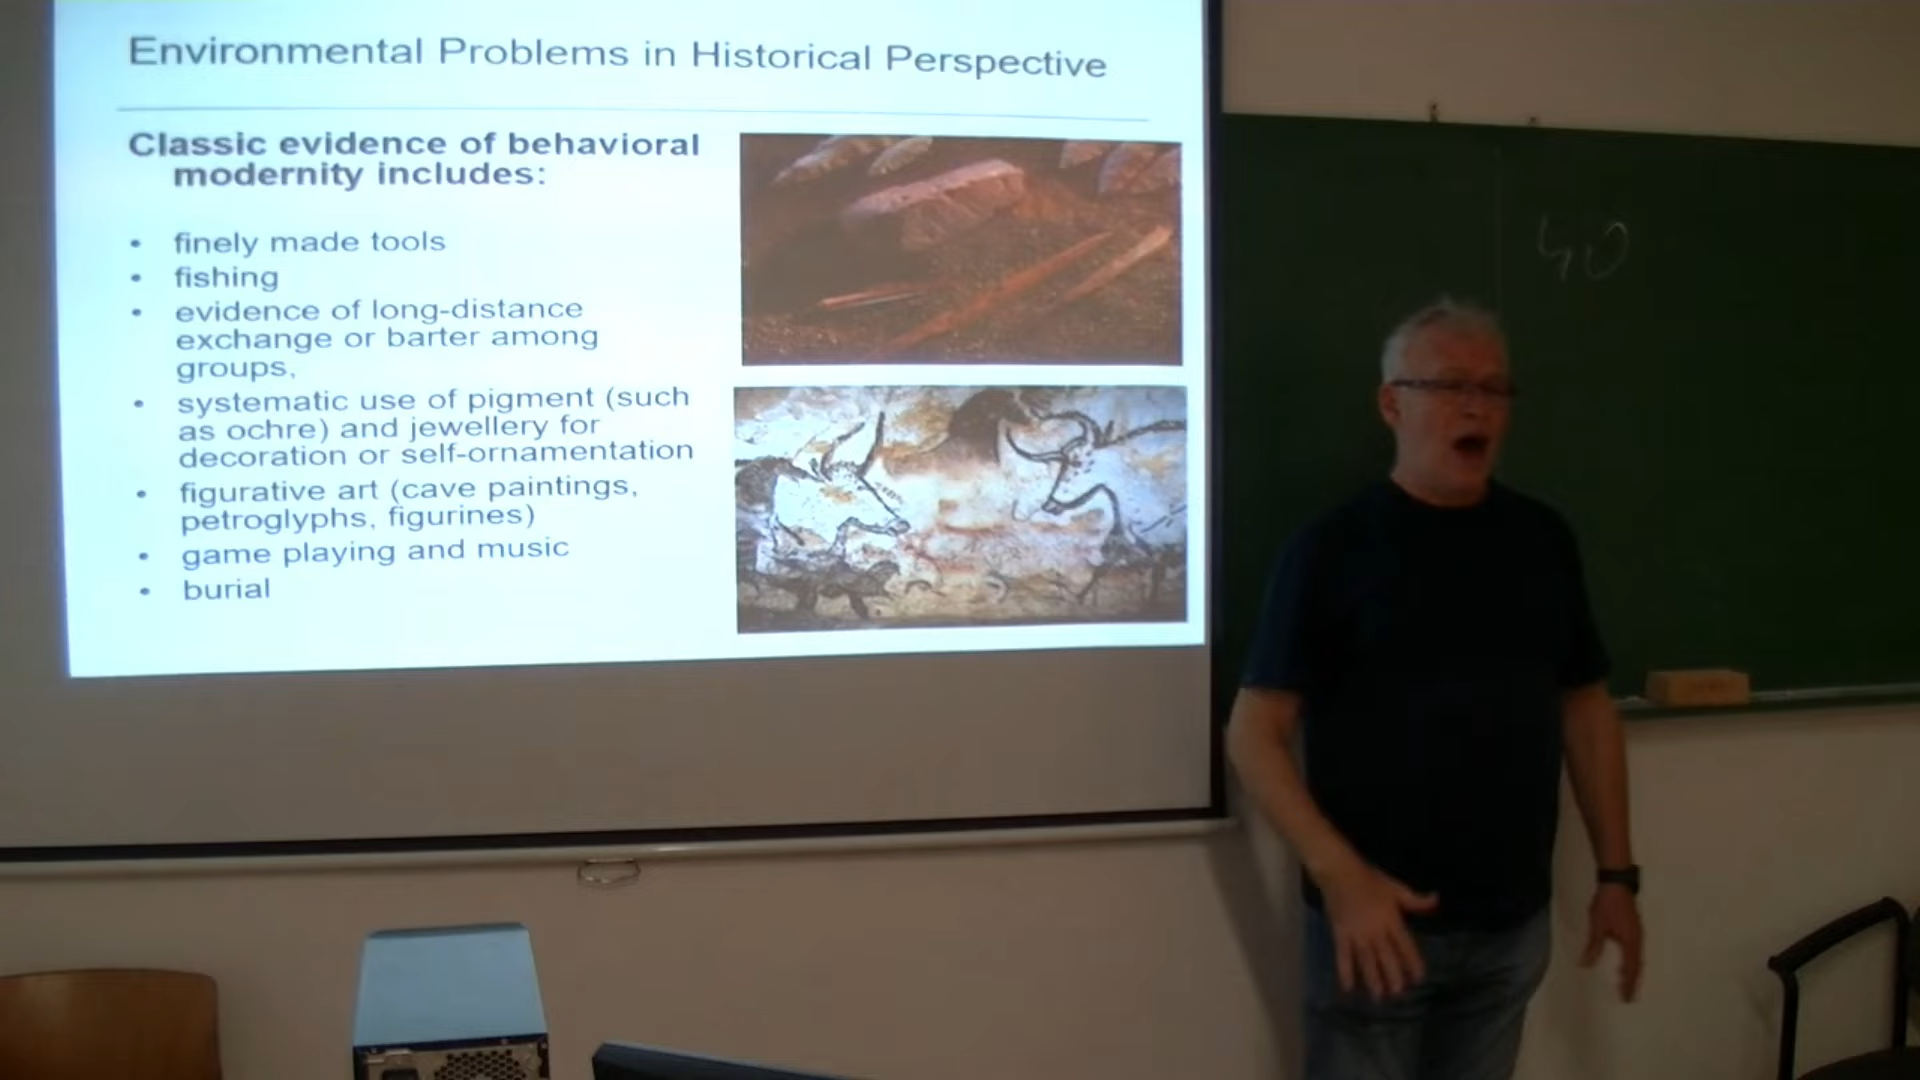 Environmental Problems in Historical Perspective
Classic evidence of behavioral
modernity includes:
• finely made tools
• fishing
• evidence of long-distance
exchange or barter among
groups,
• systematic use of pigment (such
as ochre) and jewellery for
decoration or self-ornamentation
• figurative art (cave paintings,
petroglyphs, figurines)
• game playing and music
• burial
40